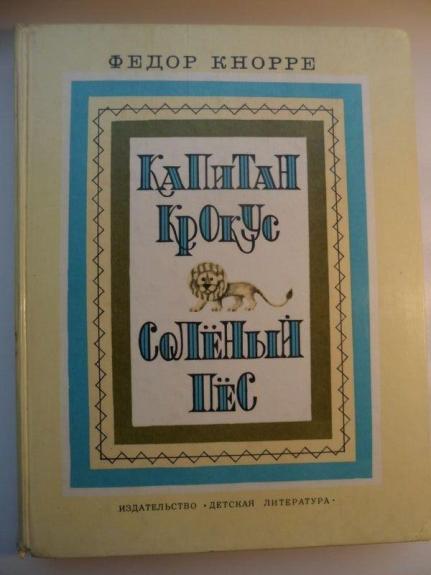 ФЕДОР КНОРРЕ
КАПИТАН
КРОКУС
СОЛЁНЫЙ
ПЁС
ИЗДАТЕЛЬСТВО • ДЕТСКАЯ ЛИТЕРАТУРА •